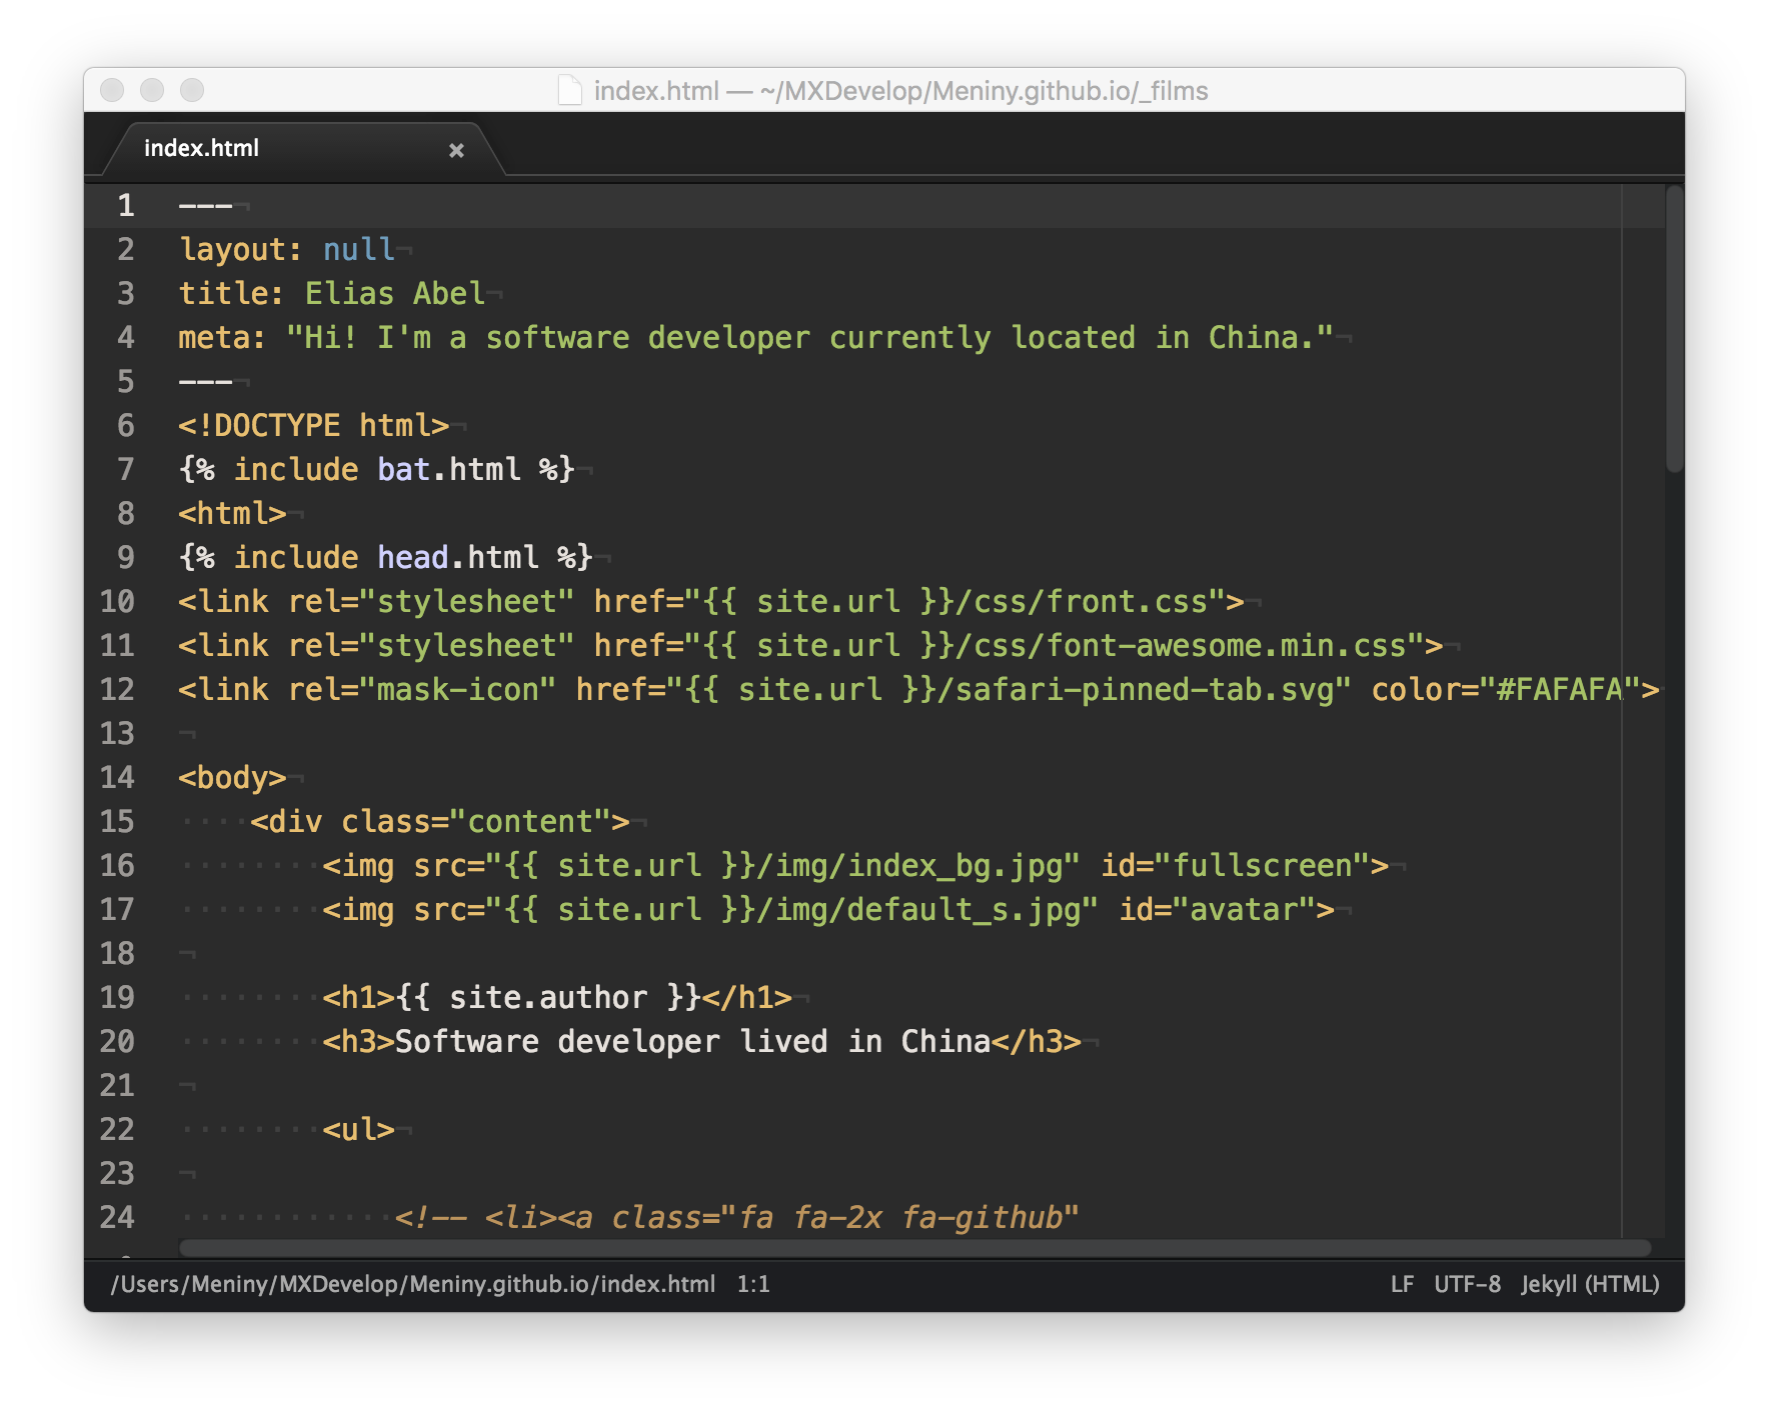 index.html — ~/MXDevelop/Meniny.github.io/_films
index.html
1 ---
2 layout: null
3 title: Elias Abel
4 meta: "Hi! I'm a software developer currently located in China."
5 ---
6 <!DOCTYPE html>
7 {% include bat.html %}
8 <html>
9 {% include head.html %}
10 <link rel="stylesheet" href="{{ site.url }}/css/front.css">
11 <link rel="stylesheet" href="{{ site.url }}/css/font-awesome.min.css">
12 <link rel="mask-icon" href="{{ site.url }}/safari-pinned-tab.svg" color="#FAFAFA">
13
14 <body>
15     <div class="content">
16         <img src="{{ site.url }}/img/index_bg.jpg" id="fullscreen">
17         <img src="{{ site.url }}/img/default_s.jpg" id="avatar">
18
19         <h1>{{ site.author }}</h1>
20         <h3>Software developer lived in China</h3>
21
22         <ul>
23
24             <!-- <li><a class="fa fa-2x fa-github"
/Users/Meniny/MXDevelop/Meniny.github.io/index.html 1:1 LF UTF-8 Jekyll (HTML)